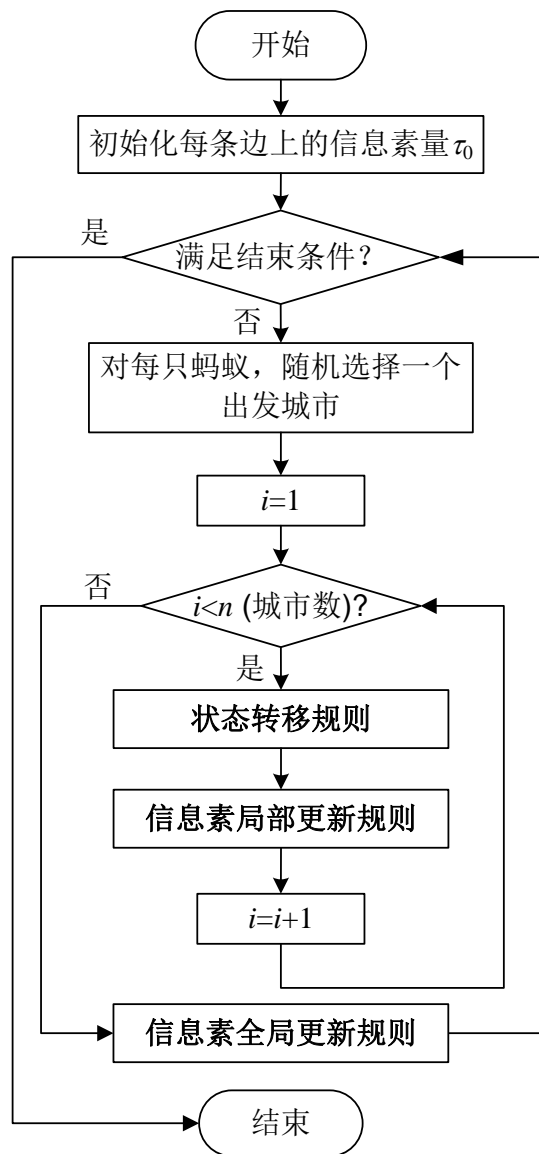 开始
初始化每条边上的信息素量τ₀
是
满足结束条件？
否
对每只蚂蚁，随机选择一个
出发城市
i=1
否
i<n (城市数)?
是
状态转移规则
信息素局部更新规则
i=i+1
信息素全局更新规则
结束